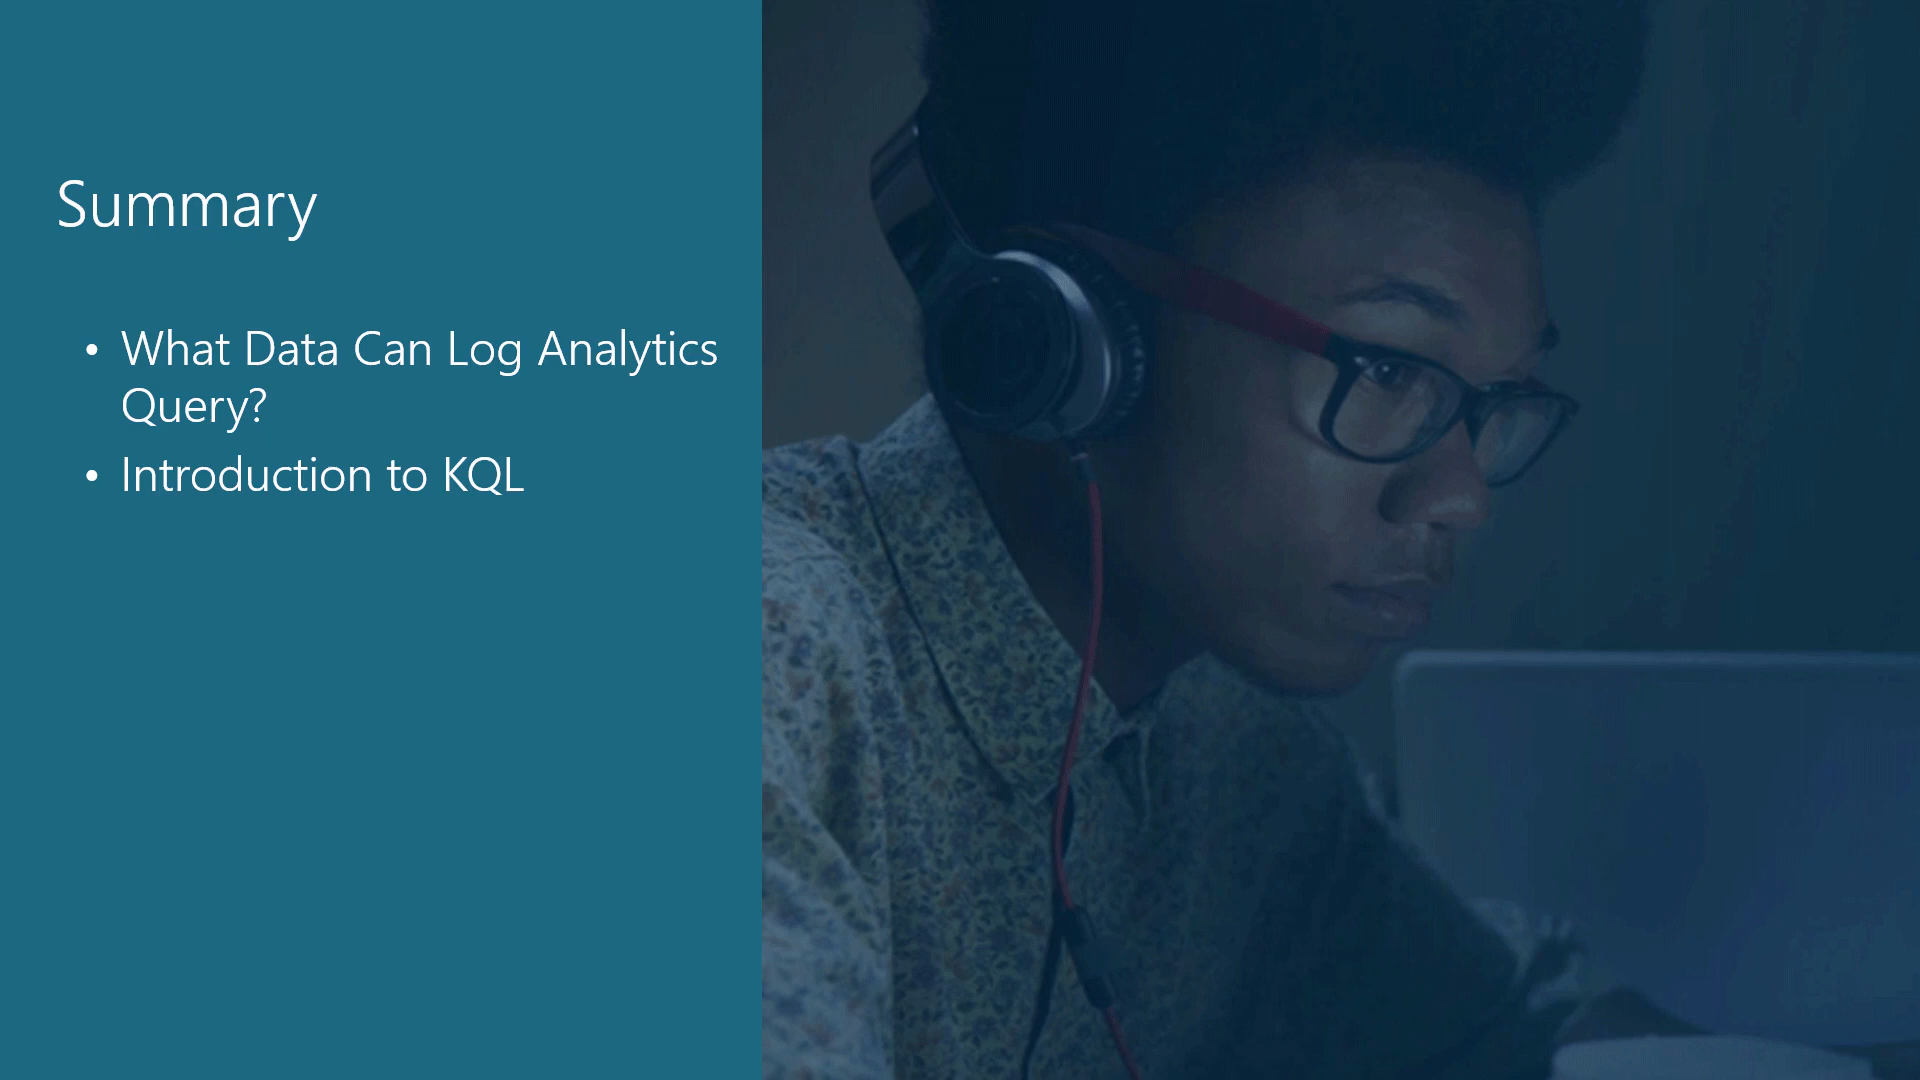 Summary
• What Data Can Log Analytics
Query?
• Introduction to KQL